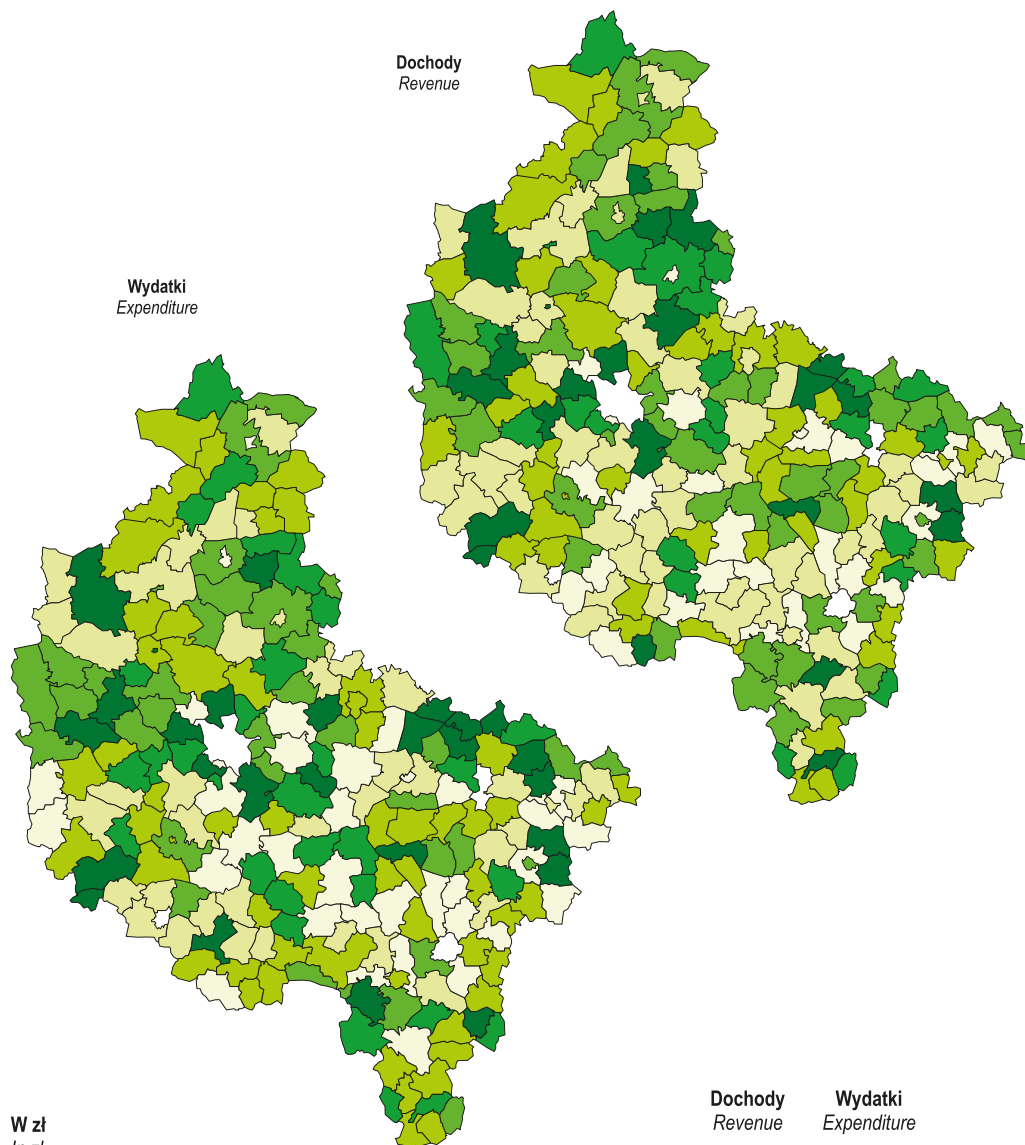 Dochody
Revenue
Wydatki
Expenditure
Dochody Wydatki
Revenue Expenditure
W zł